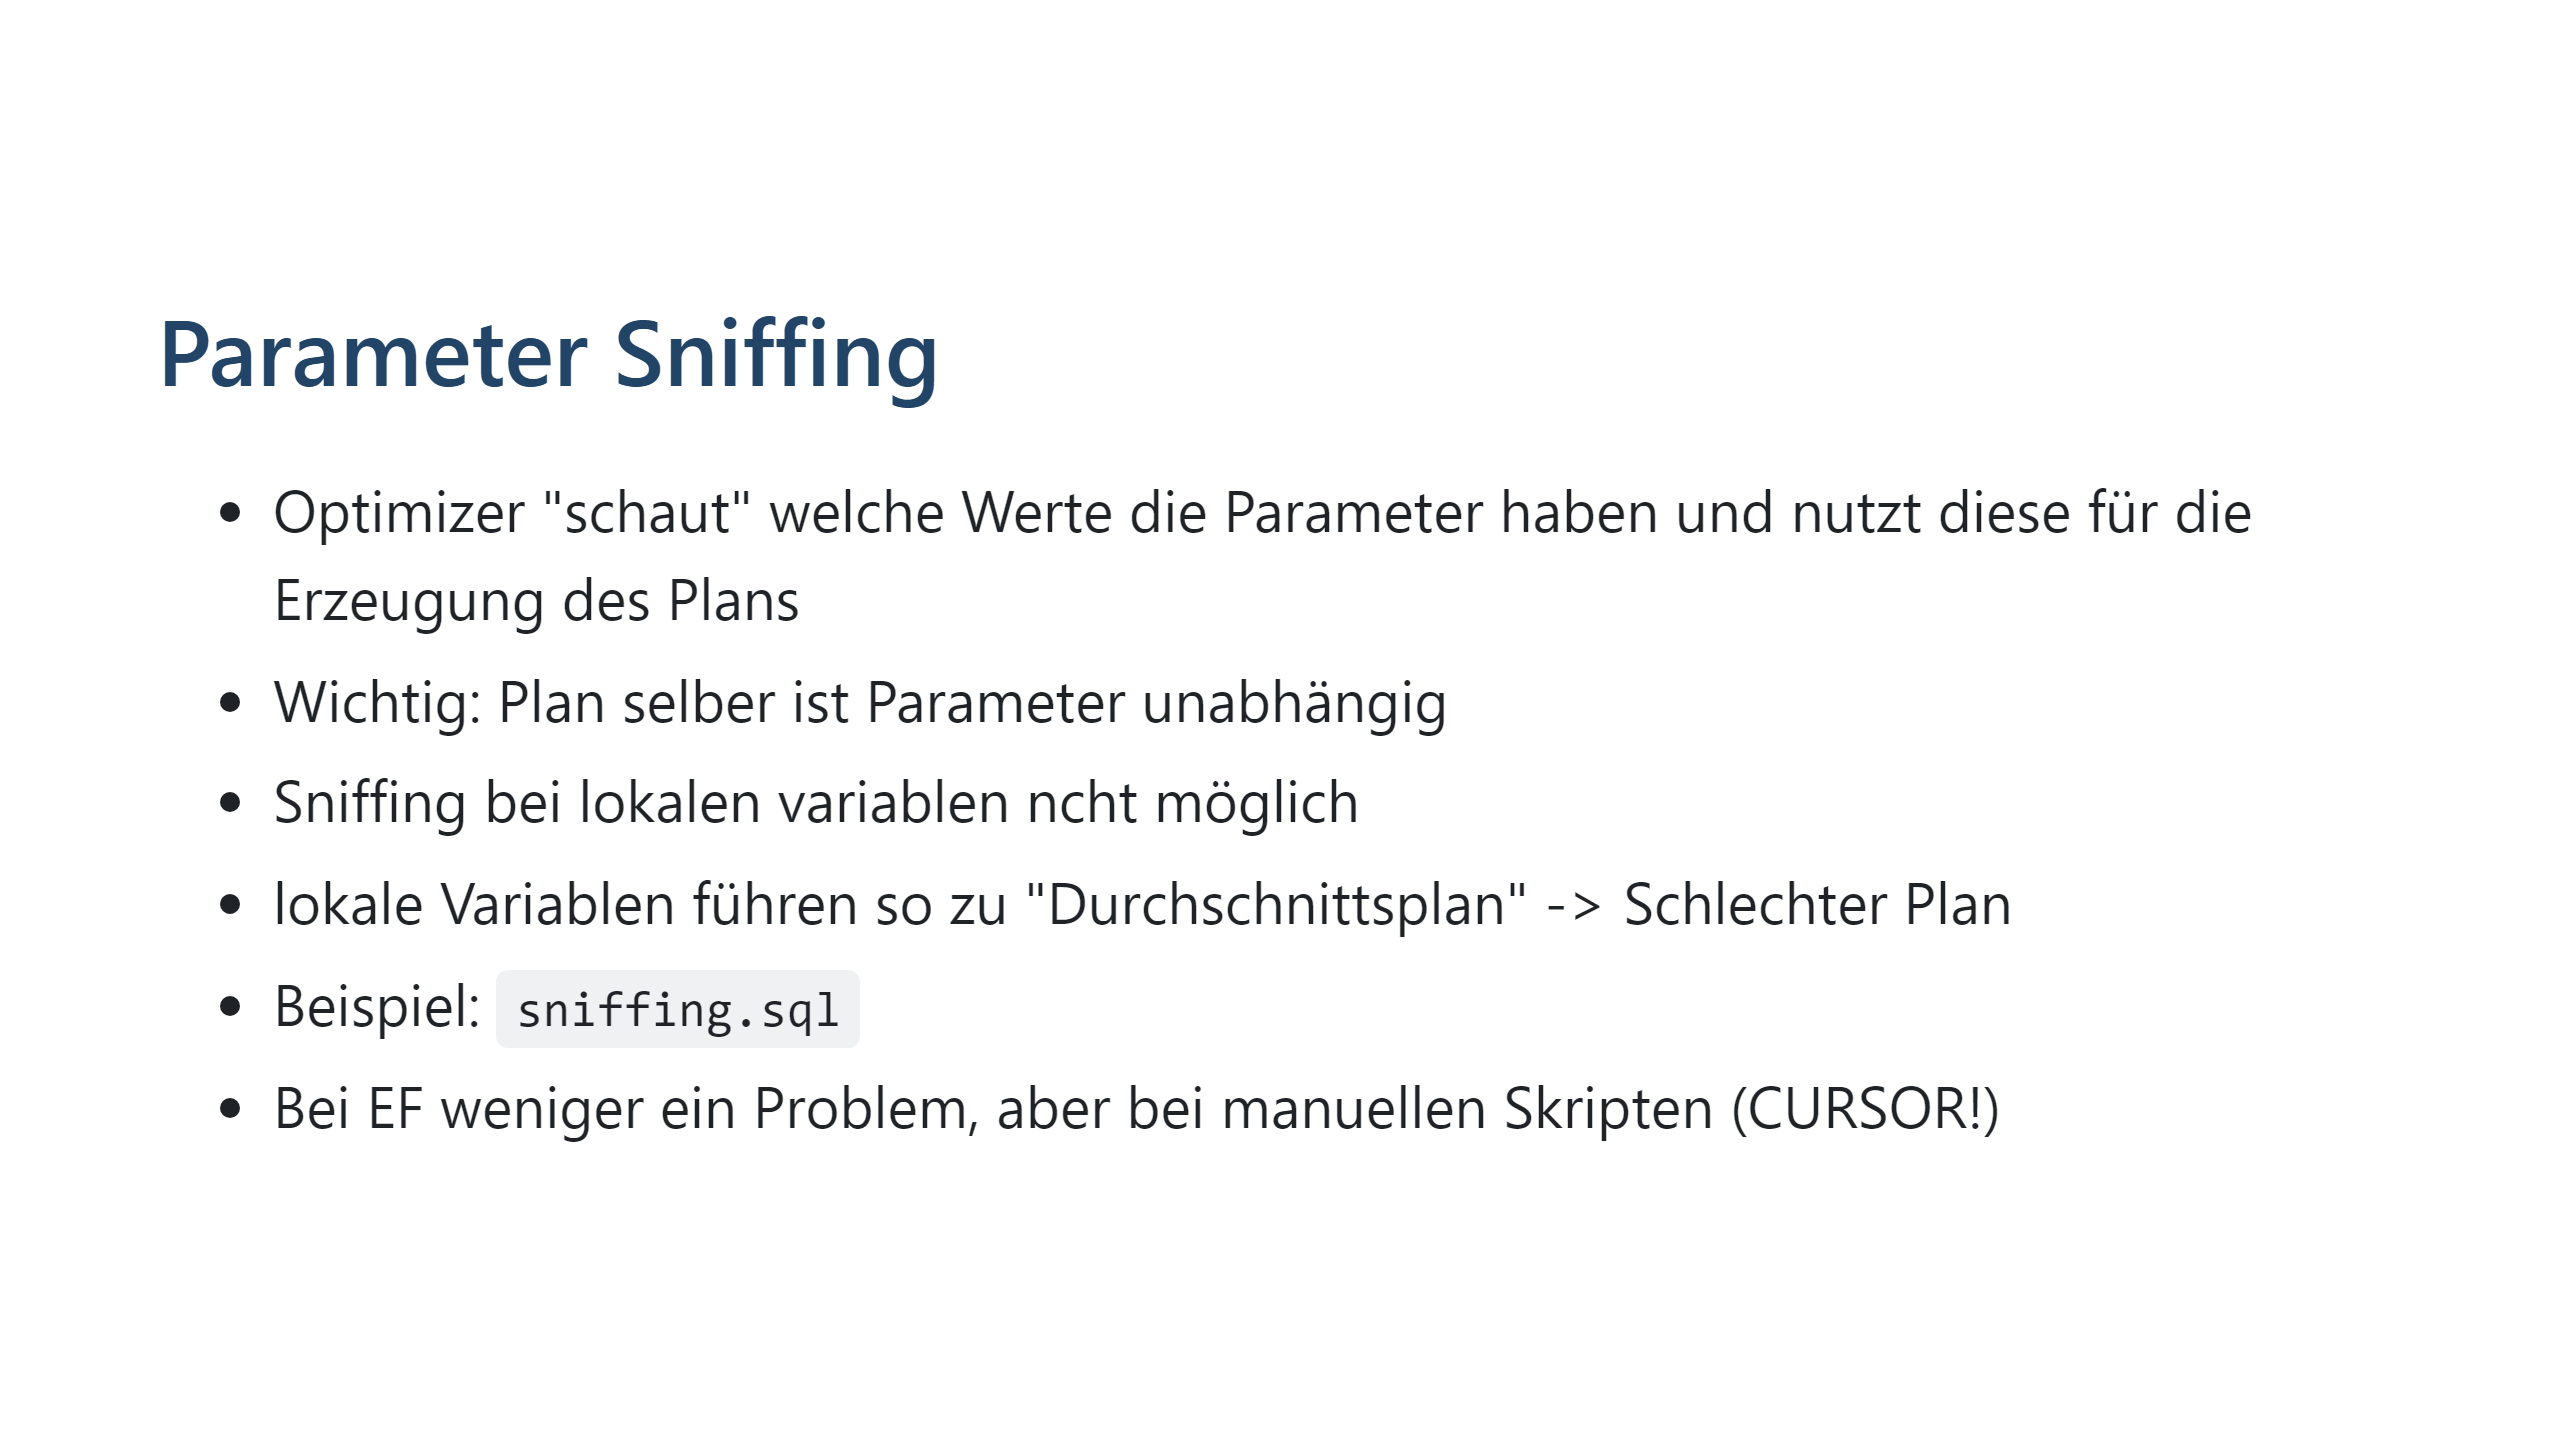 Parameter Sniffing
Optimizer "schaut" welche Werte die Parameter haben und nutzt diese für die
Erzeugung des Plans
Wichtig: Plan selber ist Parameter unabhängig
Sniffing bei lokalen variablen ncht möglich
lokale Variablen führen so zu "Durchschnittsplan" -> Schlechter Plan
Beispiel: sniffing.sql
Bei EF weniger ein Problem, aber bei manuellen Skripten (CURSOR!)